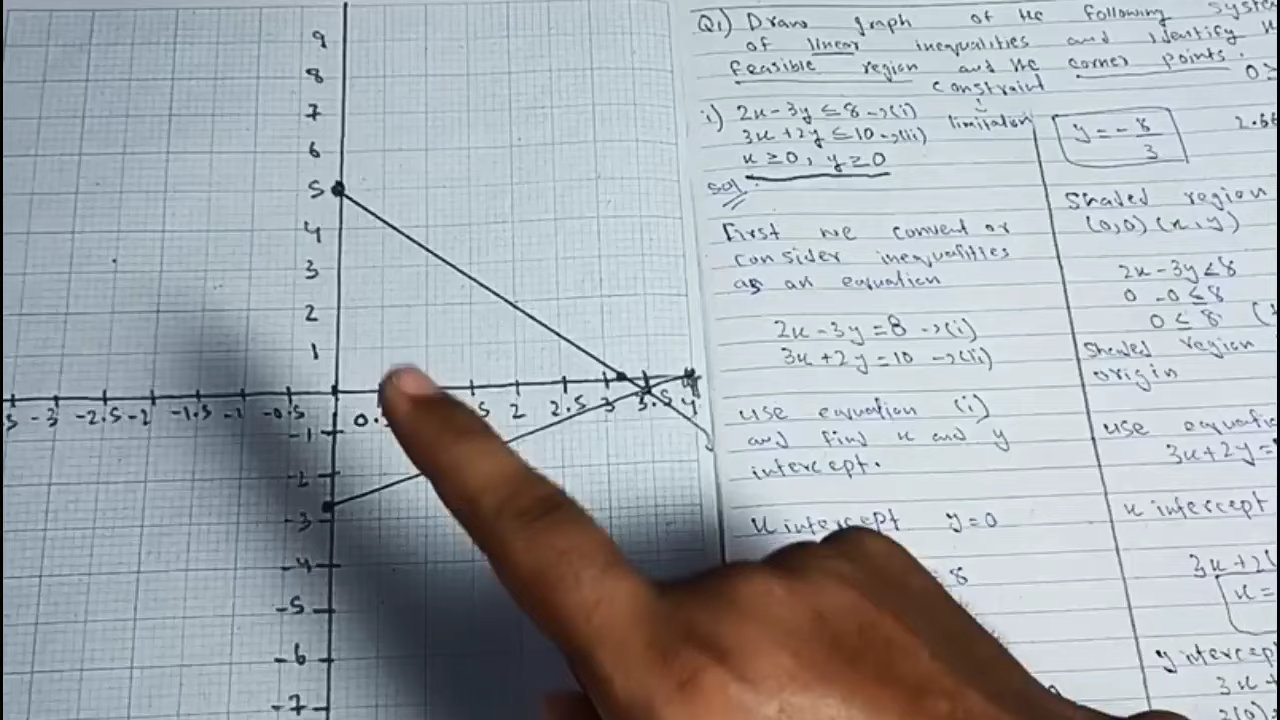 9
8
7
6
5
4
3
2
1
-3 -2.5 -2 -1.5 -1 -0.5
2 2.5 3 3.5 4
-1
-2
-3
-4
-5
-6
-7
Q1) Draw graph of the following
of linear inequalities and identify
feasible region and the corner points.
constraint
limitation
i) 2x-3y≤8→(i)
3x+2y≤10→(ii)
x≥0, y≥0
Sol:
First we convert or
consider inequalities
as an equation
2x-3y=8→(i)
3x+2y=10→(ii)
use equation (i)
and find x and y
intercept.
x intercept y=0
8
y=-8/3
Shaded region
(0,0) (x,y)
2x-3y≤8
0-0≤8
0≤8
Shaded region
origin
use
3x+2y=
x intercept
x=
y intercept